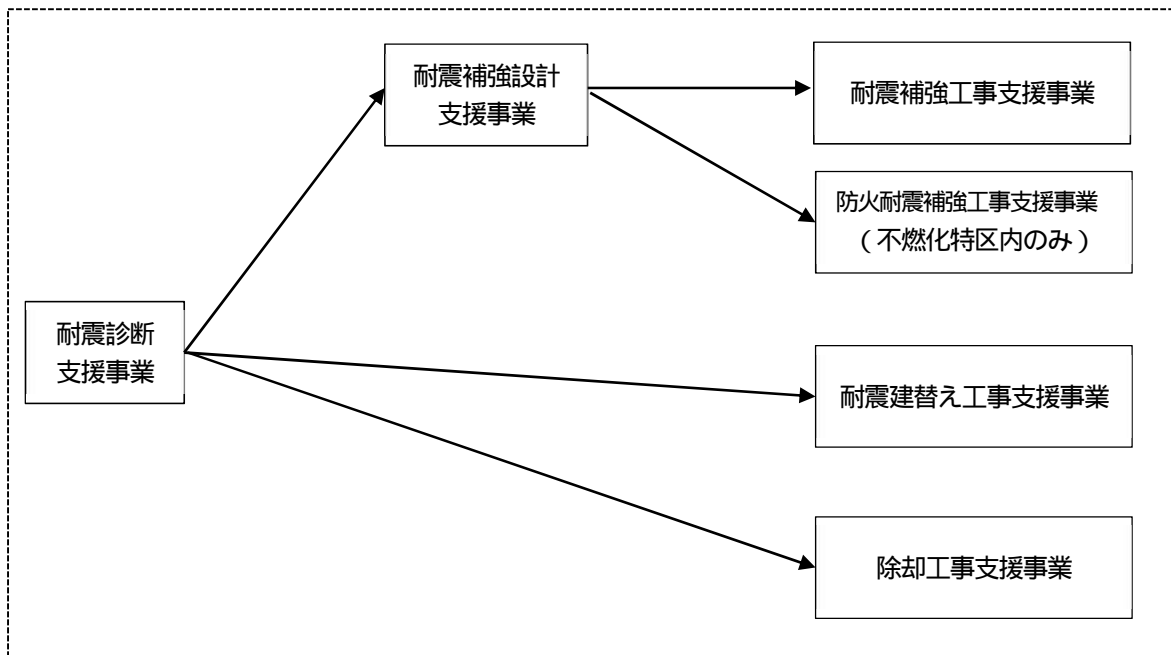 耐震補強設計
支援事業
耐震補強工事支援事業
防火耐震補強工事支援事業
（不燃化特区内のみ）
耐震診断
支援事業
耐震建替え工事支援事業
除却工事支援事業